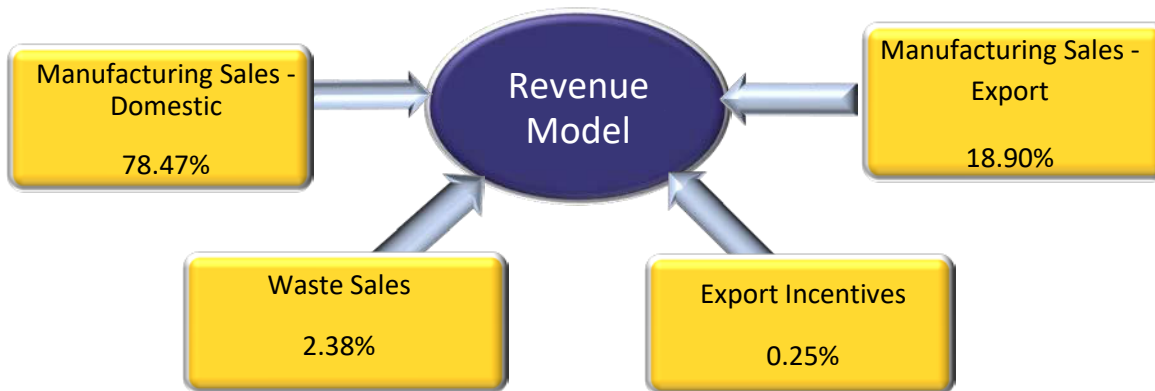 Manufacturing Sales -
Domestic
78.47%
Revenue
Model
Manufacturing Sales -
Export
18.90%
Waste Sales
2.38%
Export Incentives
0.25%